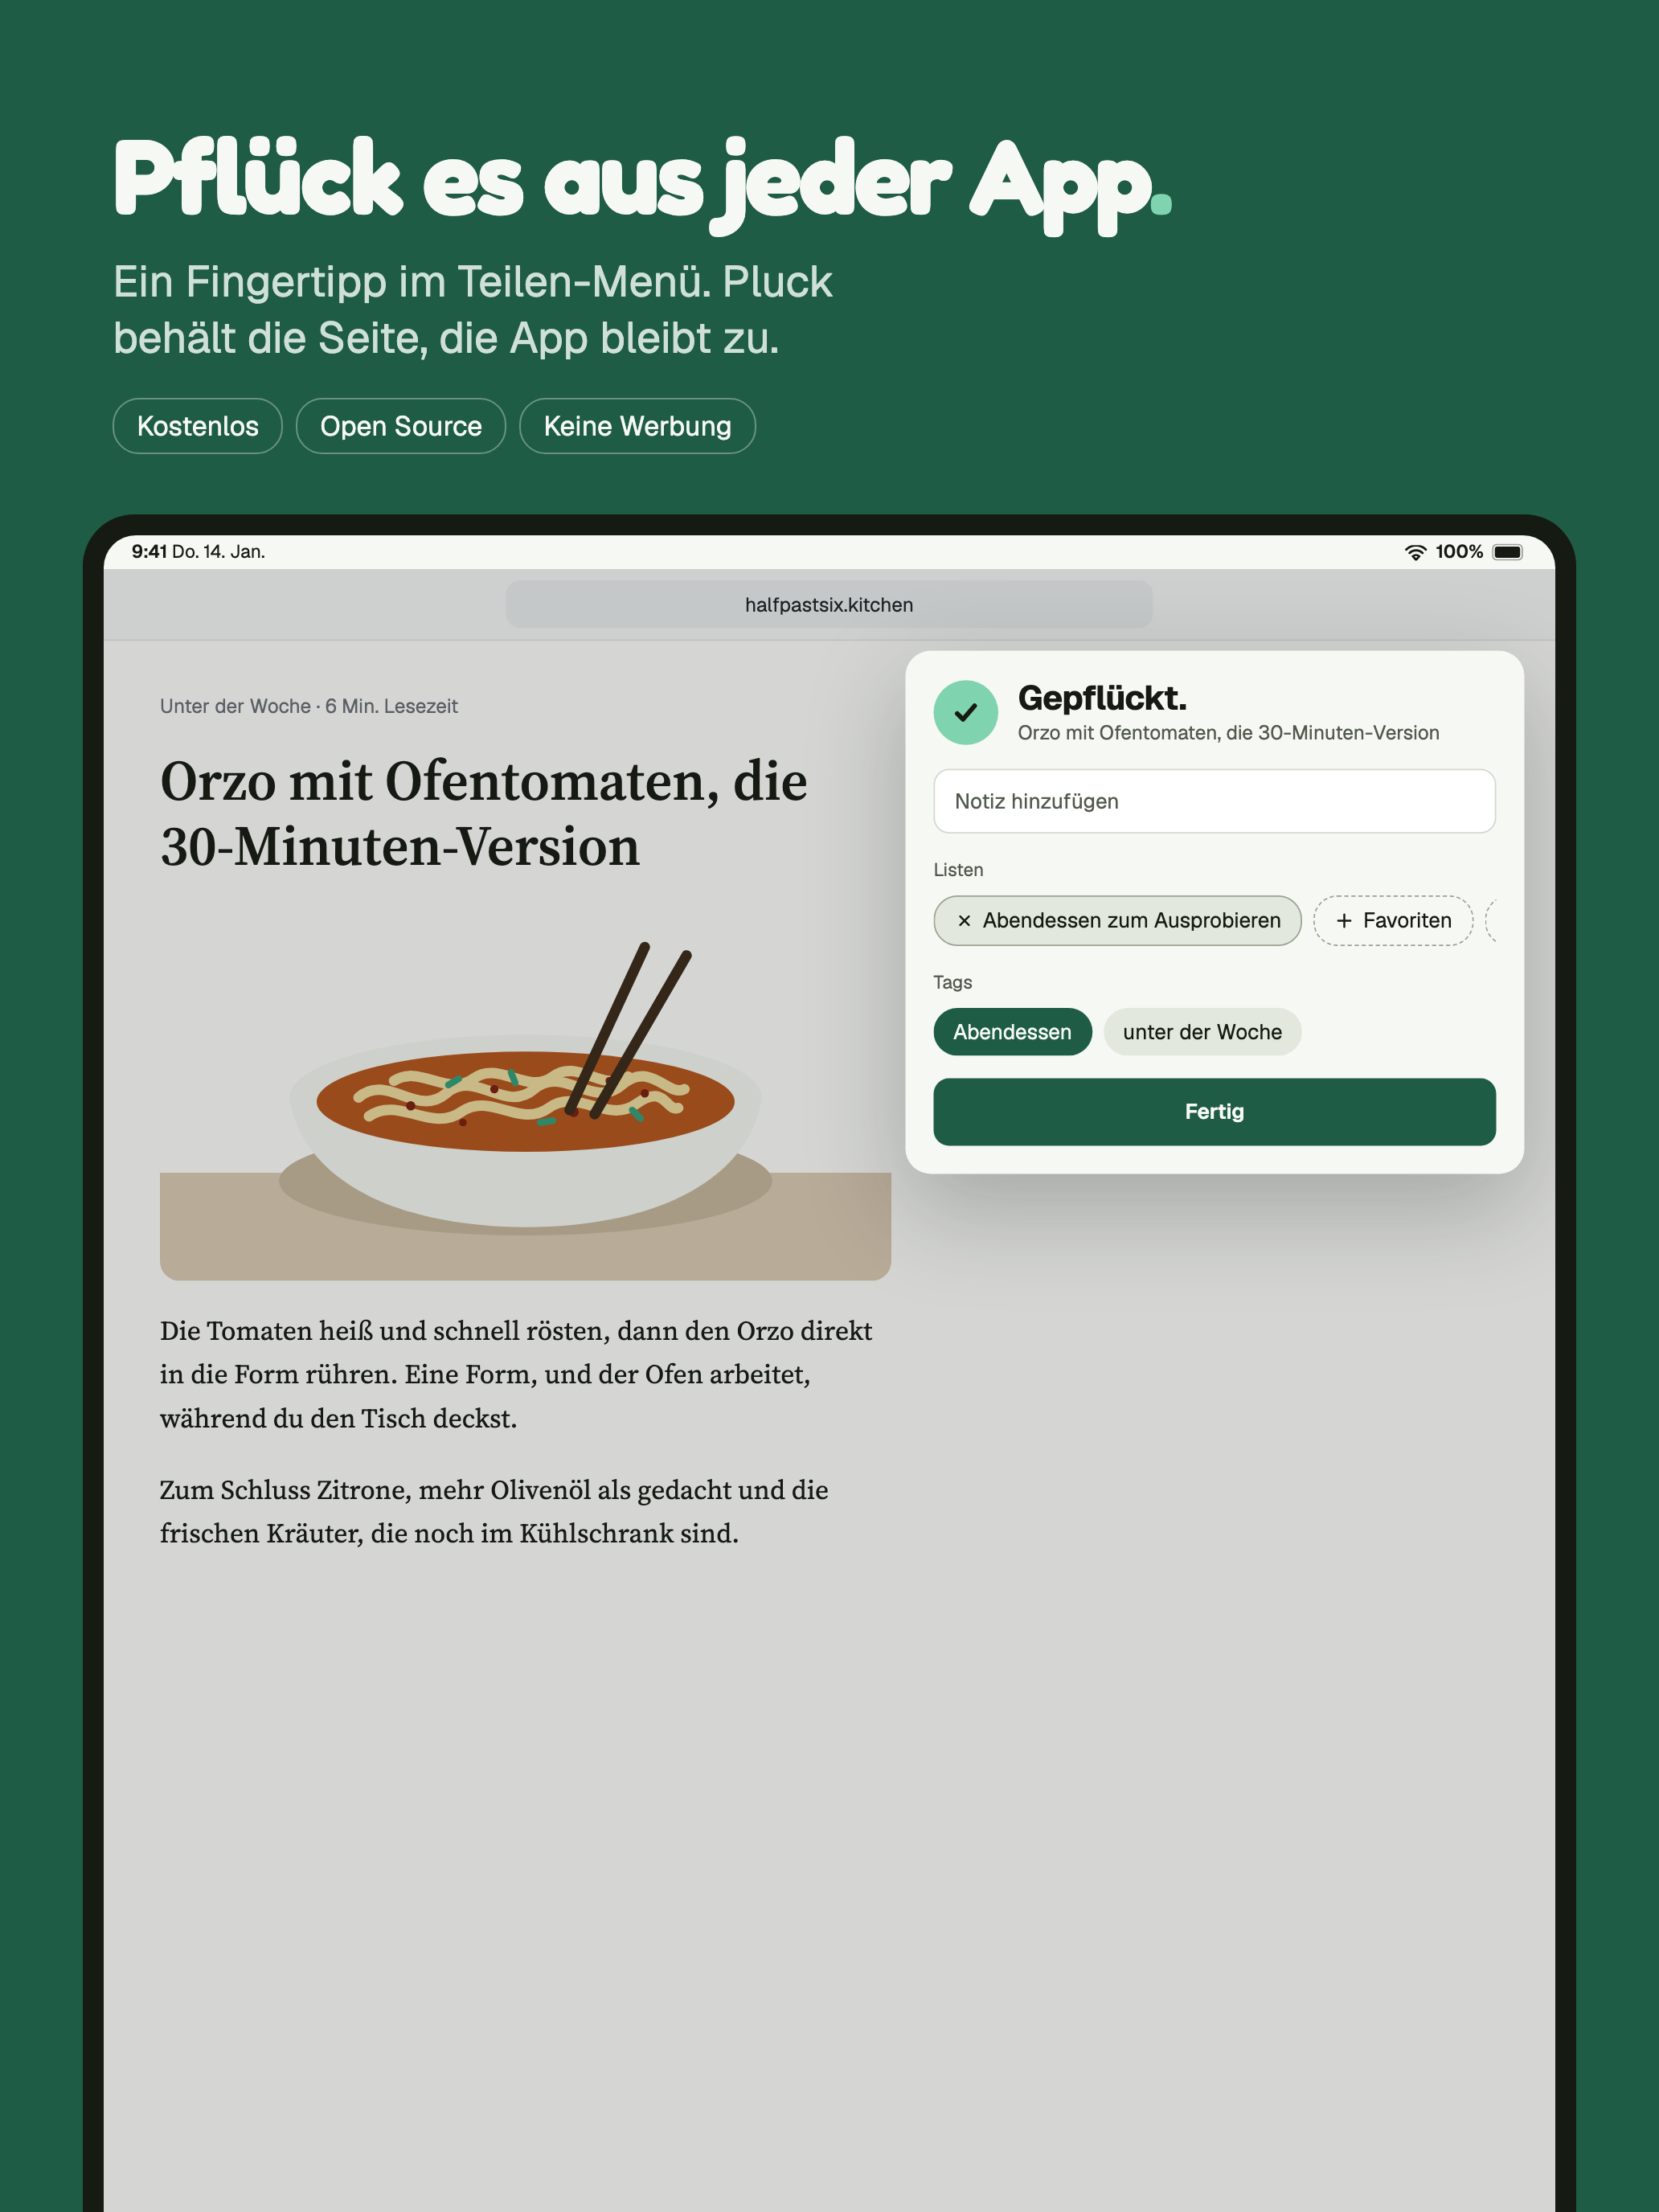 Pflück es aus jeder App.
Ein Fingertipp im Teilen-Menü. Pluck
behält die Seite, die App bleibt zu.
Kostenlos
Open Source
Keine Werbung
9:41 Do. 14. Jan.
100%
halfpastsix.kitchen
Unter der Woche · 6 Min. Lesezeit
Orzo mit Ofentomaten, die
30-Minuten-Version
Die Tomaten heiß und schnell rösten, dann den Orzo direkt
in die Form rühren. Eine Form, und der Ofen arbeitet,
während du den Tisch deckst.
Zum Schluss Zitrone, mehr Olivenöl als gedacht und die
frischen Kräuter, die noch im Kühlschrank sind.
Gepflückt.
Orzo mit Ofentomaten, die 30-Minuten-Version
Notiz hinzufügen
Listen
× Abendessen zum Ausprobieren
+ Favoriten
Tags
Abendessen
unter der Woche
Fertig